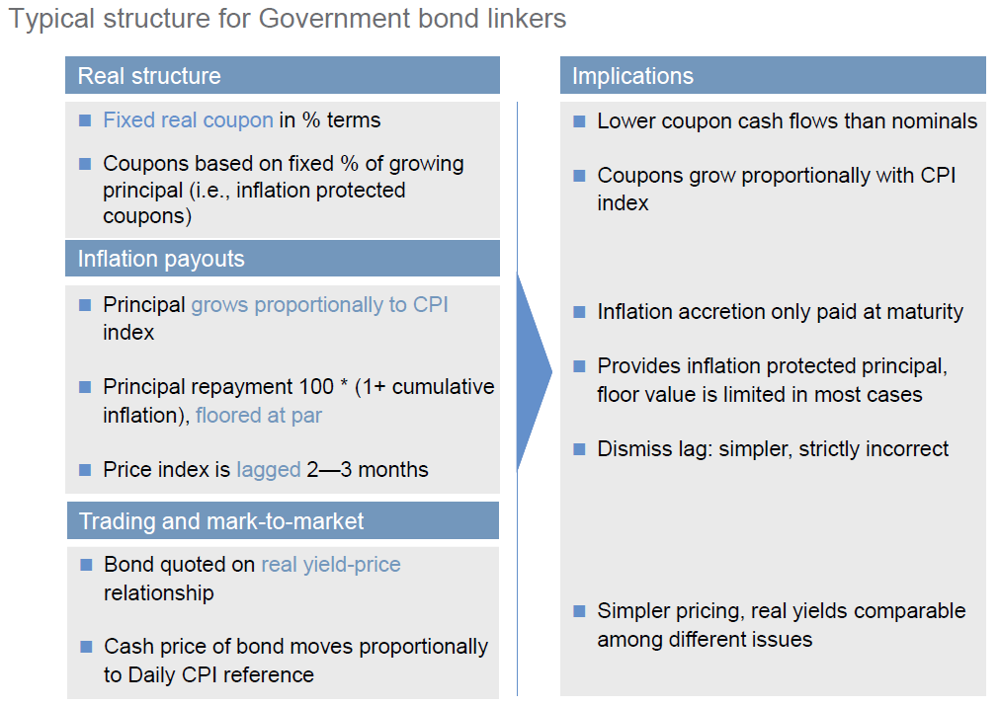 Typical structure for Government bond linkers
Real structure
Fixed real coupon in % terms
Coupons based on fixed % of growing
principal (i.e., inflation protected
coupons)
Inflation payouts
Principal grows proportionally to CPI
index
Principal repayment 100 * (1+ cumulative
inflation), floored at par
Price index is lagged 2—3 months
Trading and mark-to-market
Bond quoted on real yield-price
relationship
Cash price of bond moves proportionally
to Daily CPI reference
Implications
Lower coupon cash flows than nominals
Coupons grow proportionally with CPI
index
Inflation accretion only paid at maturity
Provides inflation protected principal,
floor value is limited in most cases
Dismiss lag: simpler, strictly incorrect
Simpler pricing, real yields comparable
among different issues